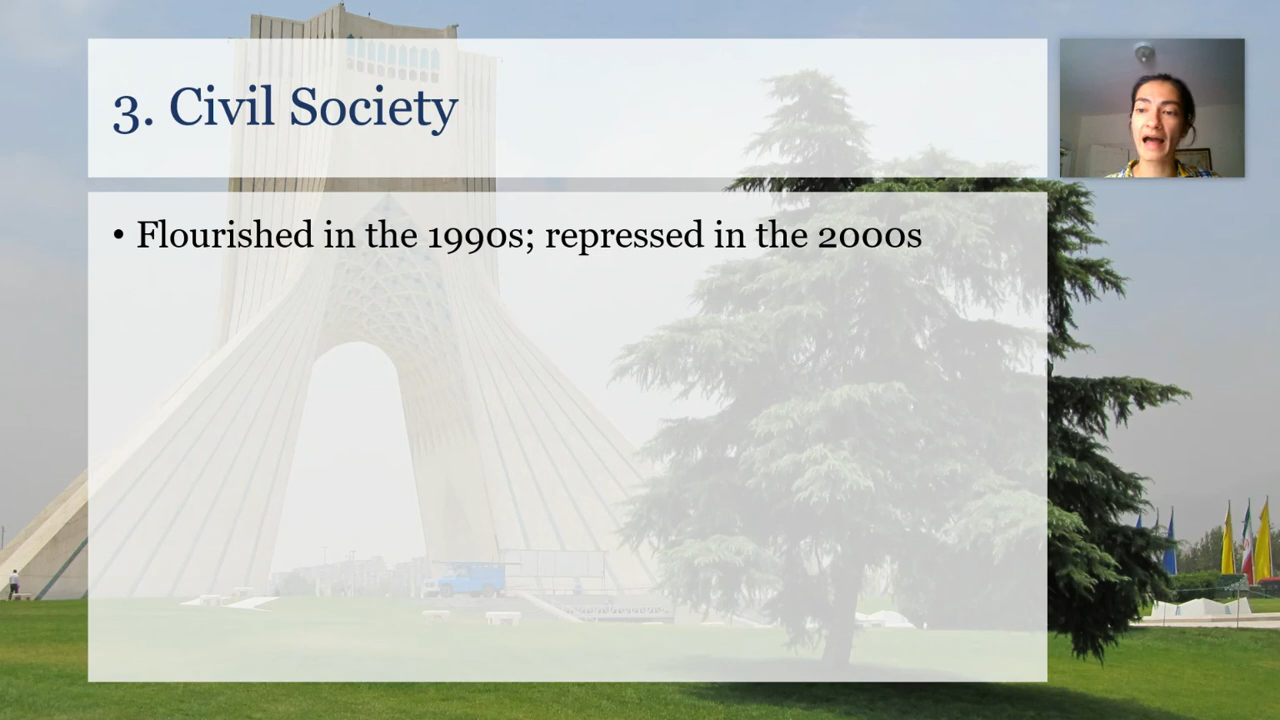 3. Civil Society
• Flourished in the 1990s; repressed in the 2000s